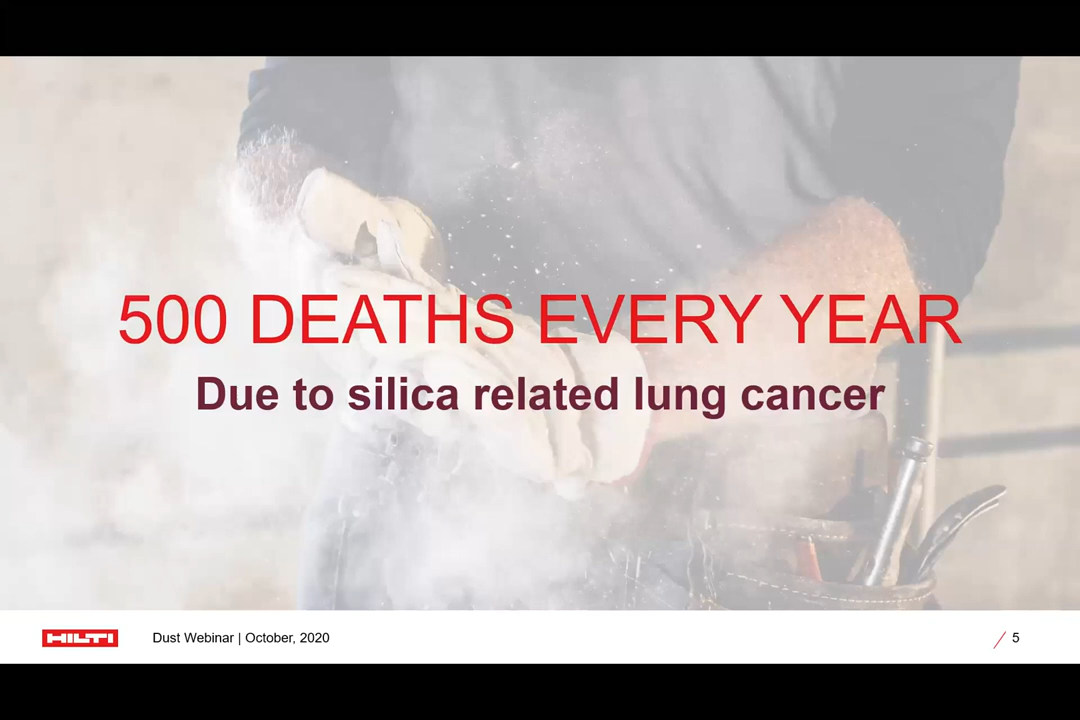 500 DEATHS EVERY YEAR
Due to silica related lung cancer
HILTI Dust Webinar | October, 2020 5